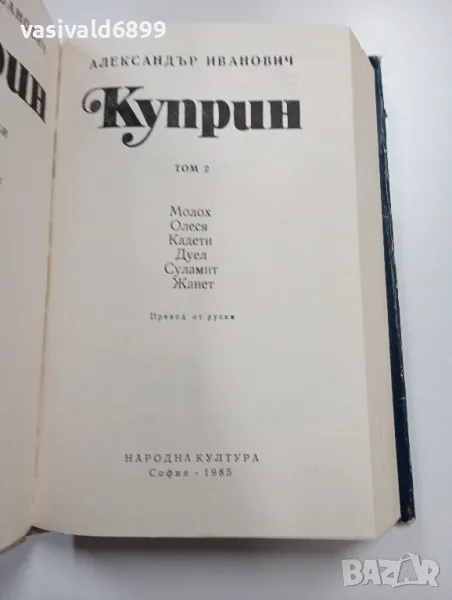 vasivald6899
АЛЕКСАНДЪР ИВАНОВИЧ
Куприн
ТОМ 2
Молох
Олеся
Кадети
Дуел
Суламит
Жанет
Превод от руски
НАРОДНА КУЛТУРА
София · 1985
BAZAR